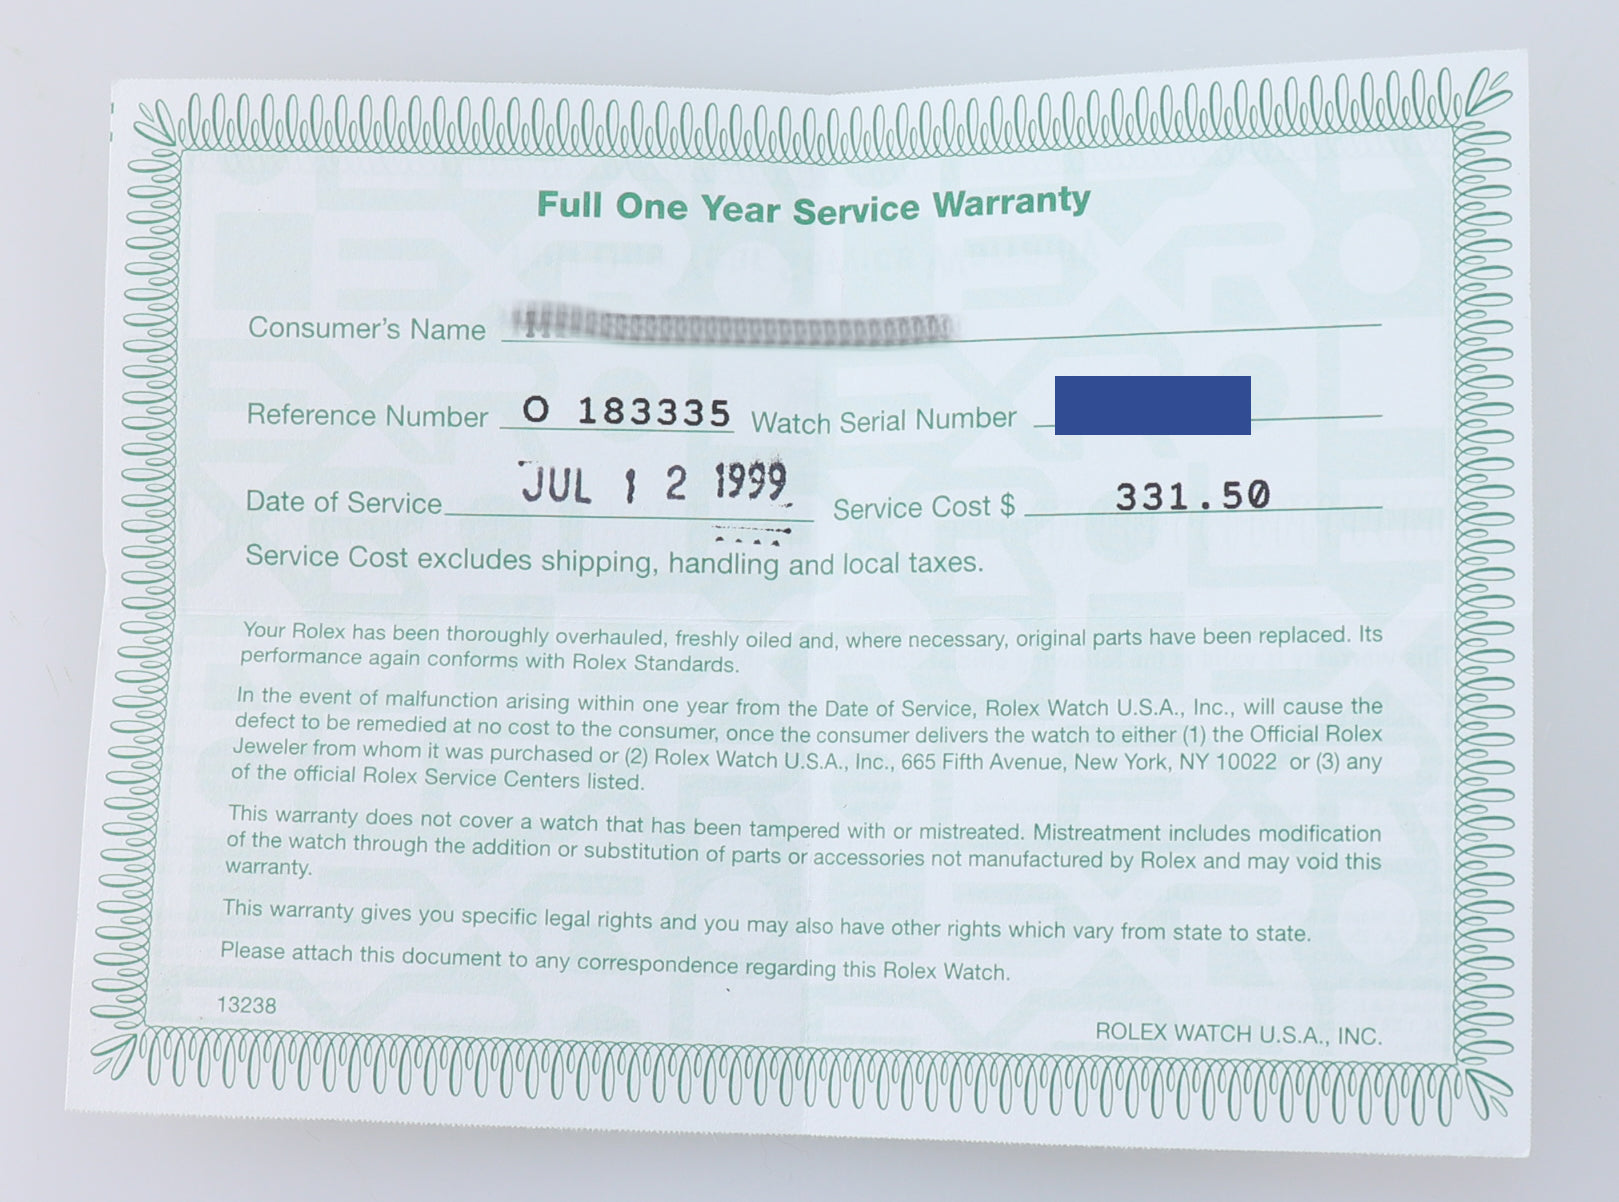 Full One Year Service Warranty
Consumer's Name
Reference Number O 183335 Watch Serial Number
Date of Service JUL 12 1999 Service Cost $ 331.50
Service Cost excludes shipping, handling and local taxes.
Your Rolex has been thoroughly overhauled, freshly oiled and, where necessary, original parts have been replaced. Its
performance again conforms with Rolex Standards.
In the event of malfunction arising within one year from the Date of Service, Rolex Watch U.S.A., Inc., will cause the
defect to be remedied at no cost to the consumer, once the consumer delivers the watch to either (1) the Official Rolex
Jeweler from whom it was purchased or (2) Rolex Watch U.S.A., Inc., 665 Fifth Avenue, New York, NY 10022 or (3) any
of the official Rolex Service Centers listed.
This warranty does not cover a watch that has been tampered with or mistreated. Mistreatment includes modification
of the watch through the addition or substitution of parts or accessories not manufactured by Rolex and may void this
warranty.
This warranty gives you specific legal rights and you may also have other rights which vary from state to state.
Please attach this document to any correspondence regarding this Rolex Watch.
13238
ROLEX WATCH U.S.A., INC.